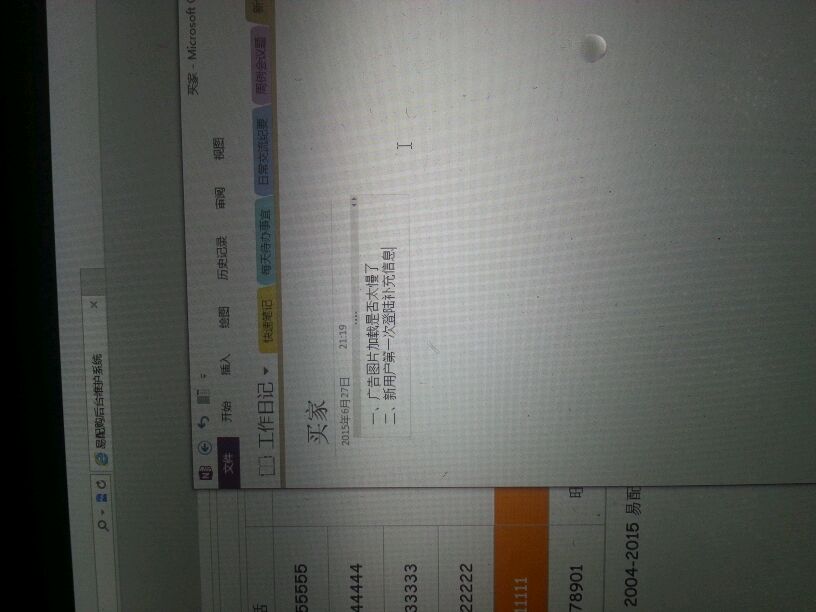 易配购后台维护系统
买家 - Microsoft
文件 开始 插入 绘图 历史记录 审阅 视图
工作日记 快速笔记 每天待办事宜 日常交流纪要 周例会议题
买家
2015年6月27日 21:19
一、广告图片加载是否太慢了
二、新用户第一次登陆补充信息
55555
44444
33333
22222
11111
78901
2004-2015 易配